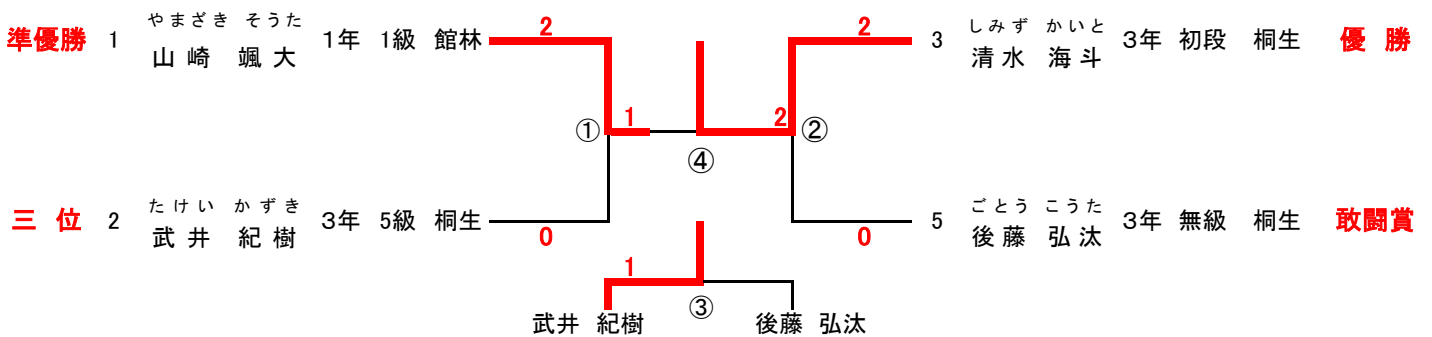 やまざき そうた
準優勝 1 山崎 颯大 1年 1級 館林 2
2 3 しみず かいと
清水 海斗 3年 初段 桐生 優勝
① 1 2 ②
④
たけい かずき
三位 2 武井 紀樹 3年 5級 桐生 0
0 5 ごとう こうた
後藤 弘汰 3年 無級 桐生 敢闘賞
1
③
武井 紀樹 後藤 弘汰